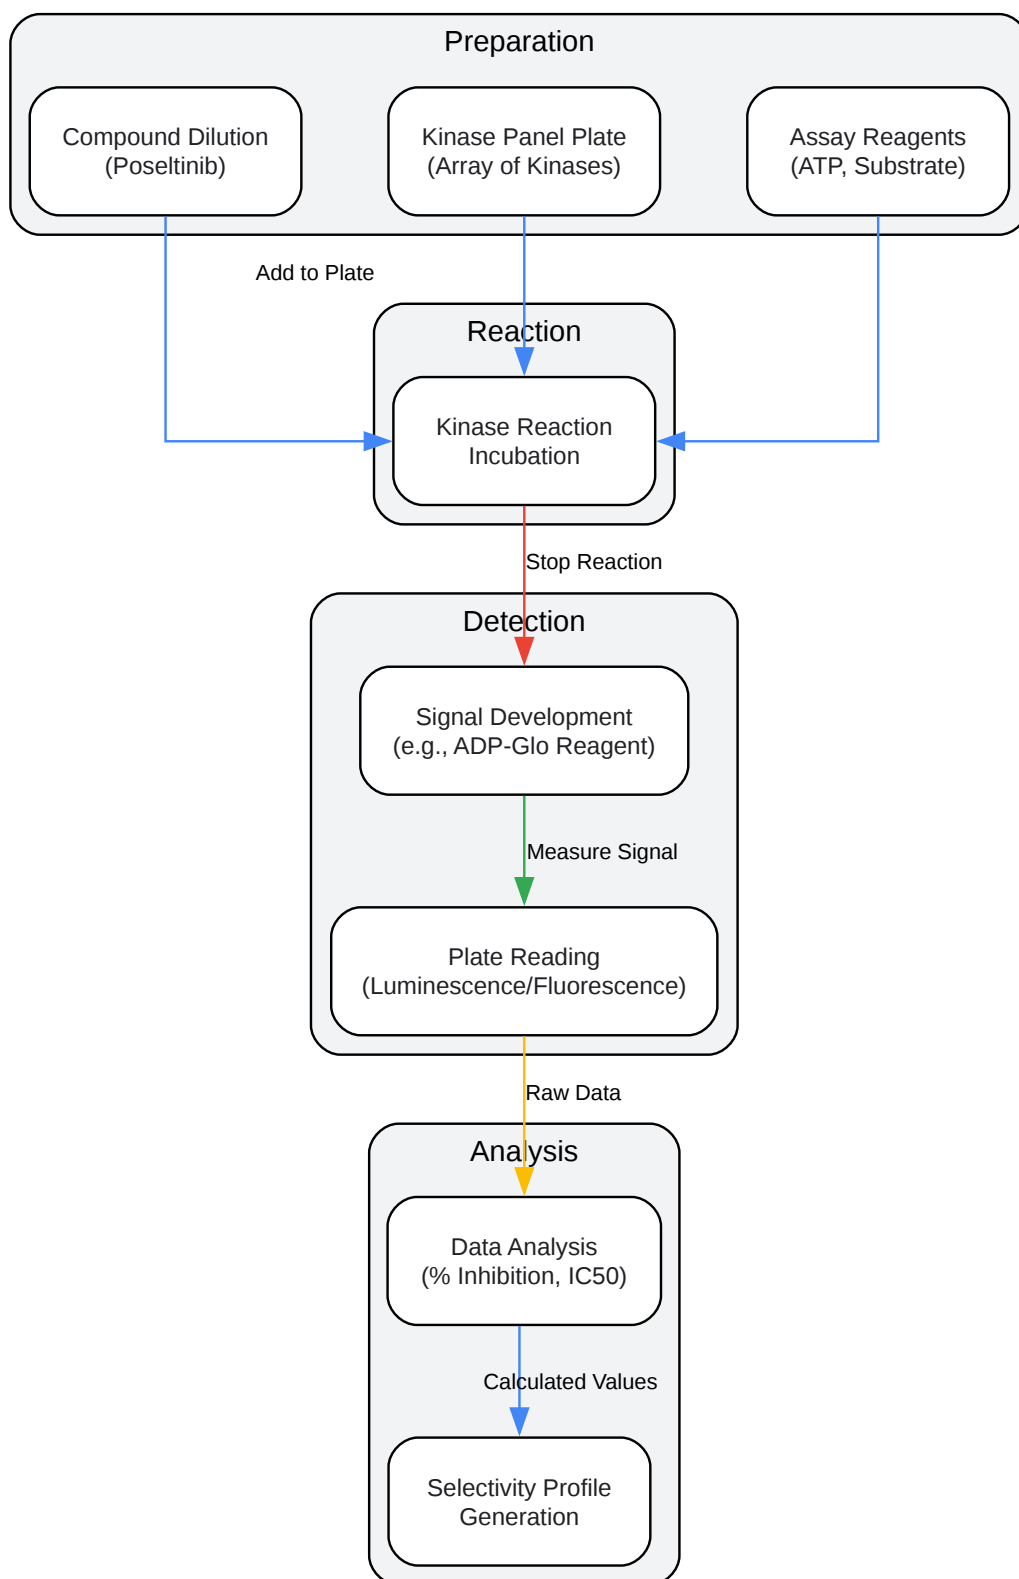 Preparation
Compound Dilution
(Poseltinib)
Kinase Panel Plate
(Array of Kinases)
Assay Reagents
(ATP, Substrate)
Add to Plate
Reaction
Kinase Reaction
Incubation
Stop Reaction
Detection
Signal Development
(e.g., ADP-Glo Reagent)
Measure Signal
Plate Reading
(Luminescence/Fluorescence)
Raw Data
Analysis
Data Analysis
(% Inhibition, IC50)
Calculated Values
Selectivity Profile
Generation